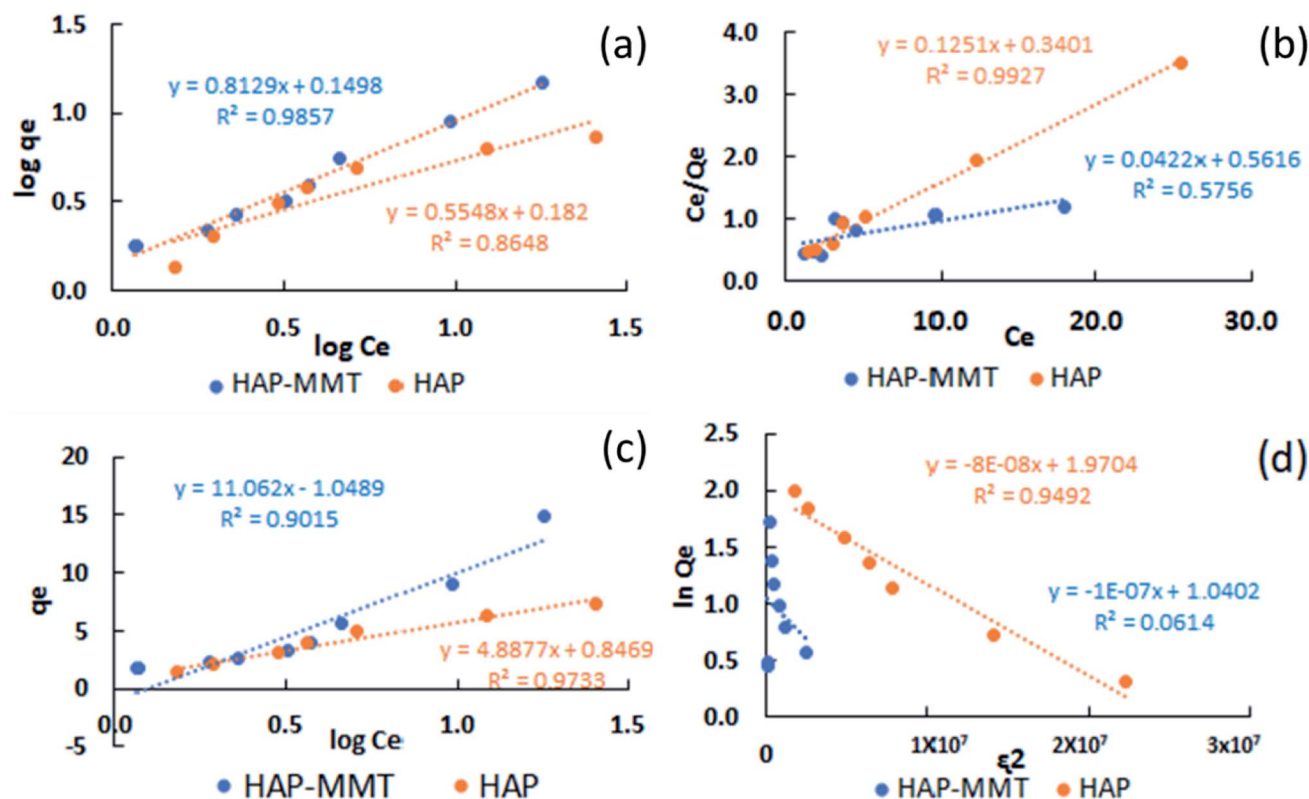 (a)
1.5
1.0
0.5
0.0
log qe
y = 0.8129x + 0.1498
R² = 0.9857
y = 0.5548x + 0.182
R² = 0.8648
0.0 0.5 1.0 1.5
log Ce
HAP-MMT HAP
(b)
4.0
3.0
2.0
1.0
0.0
Ce/Qe
y = 0.1251x + 0.3401
R² = 0.9927
y = 0.0422x + 0.5616
R² = 0.5756
0.0 10.0 20.0 30.0
Ce
HAP-MMT HAP
(c)
20
15
10
5
0
-5
qe
y = 11.062x - 1.0489
R² = 0.9015
y = 4.8877x + 0.8469
R² = 0.9733
0.0 0.5 1.0 1.5
log Ce
HAP-MMT HAP
(d)
2.5
2.0
1.5
1.0
0.5
0.0
ln Qe
y = -8E-08x + 1.9704
R² = 0.9492
y = -1E-07x + 1.0402
R² = 0.0614
0 1X10⁷ 2X10⁷ 3x10⁷
ξ2
HAP-MMT HAP